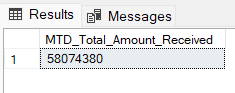 Results Messages
MTD_Total_Amount_Received
1 58074380